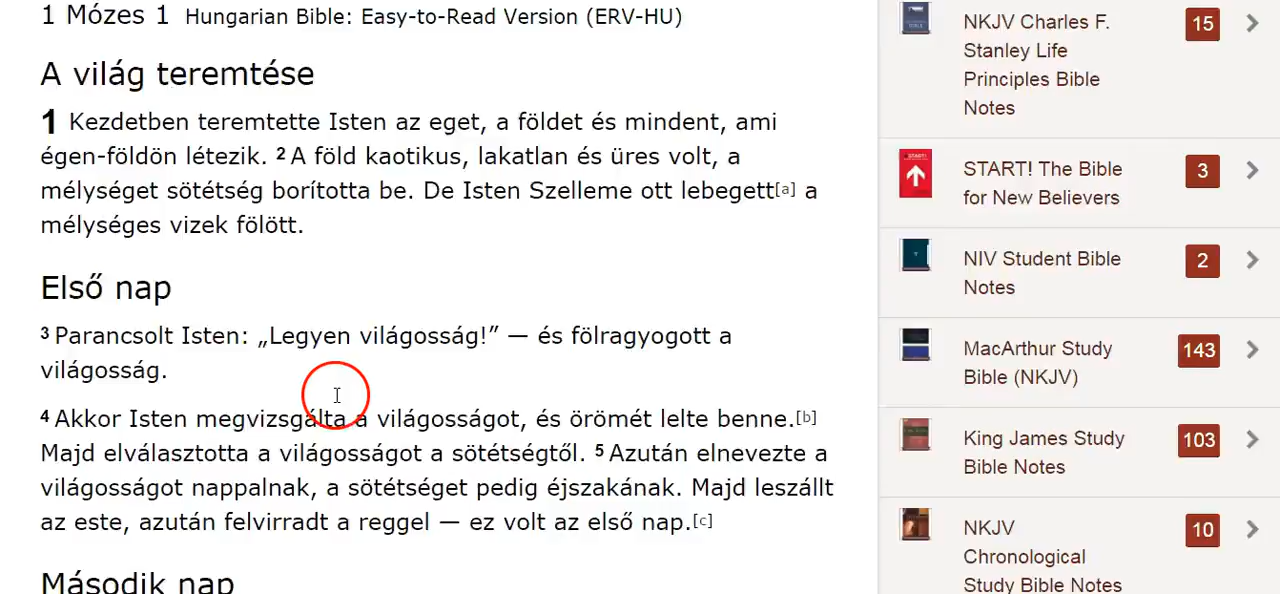 1 Mózes 1 Hungarian Bible: Easy-to-Read Version (ERV-HU)
A világ teremtése
1 Kezdetben teremtette Isten az eget, a földet és mindent, ami
égen-földön létezik. 2 A föld kaotikus, lakatlan és üres volt, a
mélységet sötétség borította be. De Isten Szelleme ott lebegett[a] a
mélységes vizek fölött.
Első nap
3 Parancsolt Isten: „Legyen világosság!” — és fölragyogott a
világosság.
4 Akkor Isten megvizsgálta a világosságot, és örömét lelte benne.[b]
Majd elválasztotta a világosságot a sötétségtől. 5 Azután elnevezte a
világosságot nappalnak, a sötétséget pedig éjszakának. Majd leszállt
az este, azután felvirradt a reggel — ez volt az első nap.[c]
Második nap
NKJV Charles F.
Stanley Life
Principles Bible
Notes
15
START! The Bible
for New Believers
3
NIV Student Bible
Notes
2
MacArthur Study
Bible (NKJV)
143
King James Study
Bible Notes
103
NKJV
Chronological
Study Bible Notes
10